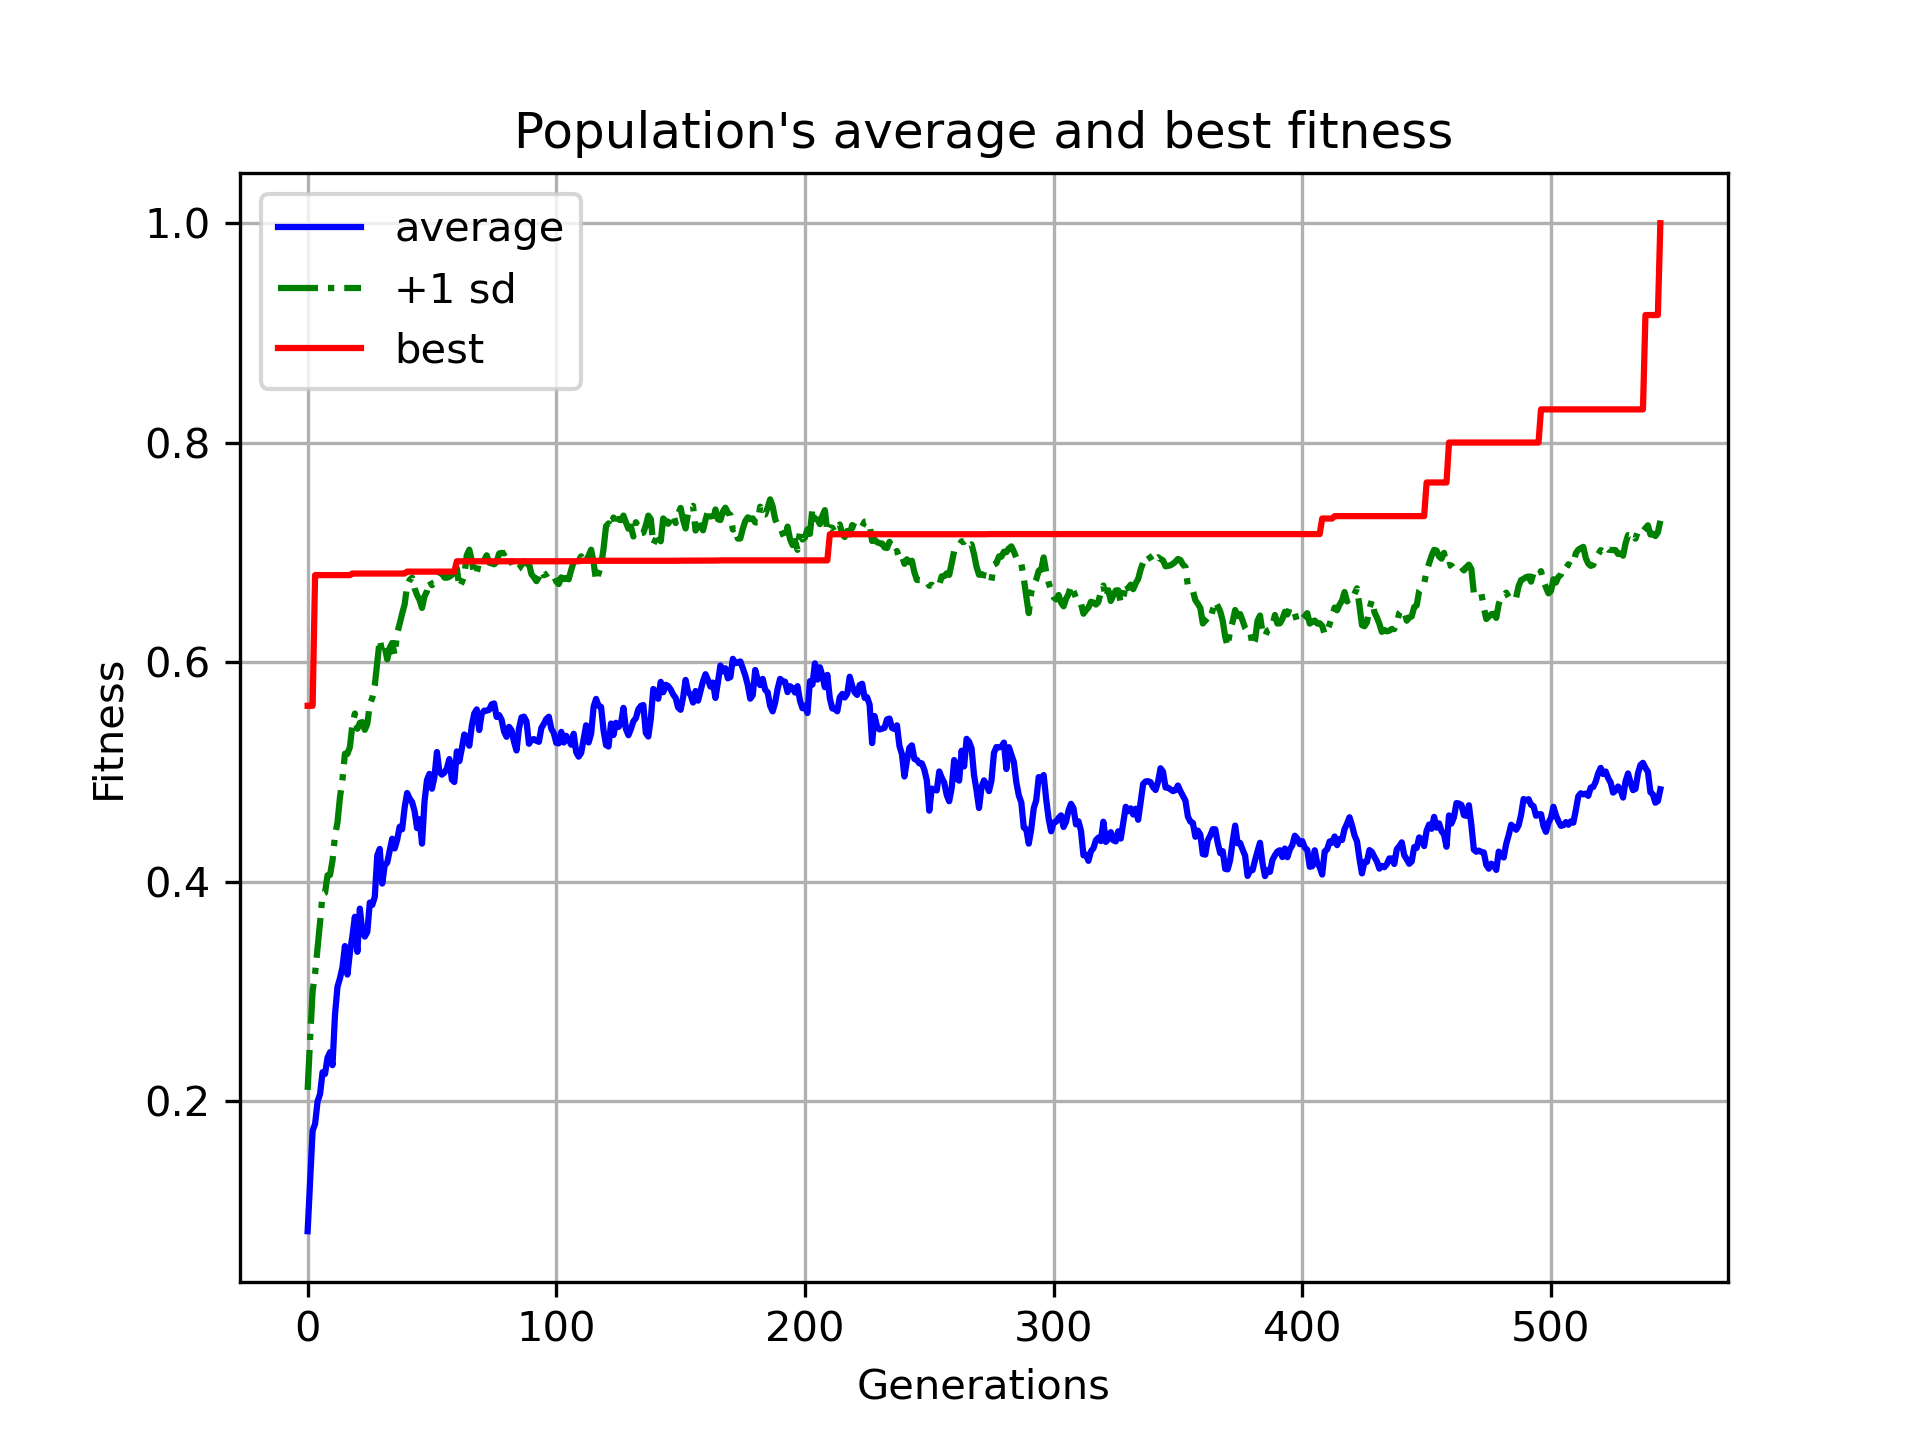 Population's average and best fitness
average
+1 sd
best
1.0
0.8
0.6
0.4
0.2
Fitness
0 100 200 300 400 500
Generations